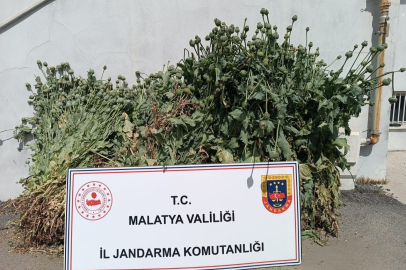 T.C.
MALATYA VALİLİĞİ
İL JANDARMA KOMUTANLIĞI